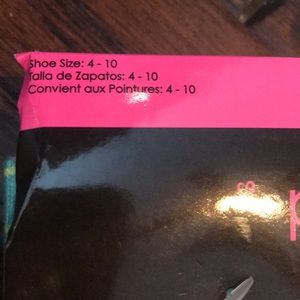 Shoe Size: 4 - 10
Talla de Zapatos: 4 - 10
Convient aux Pointures: 4 - 10